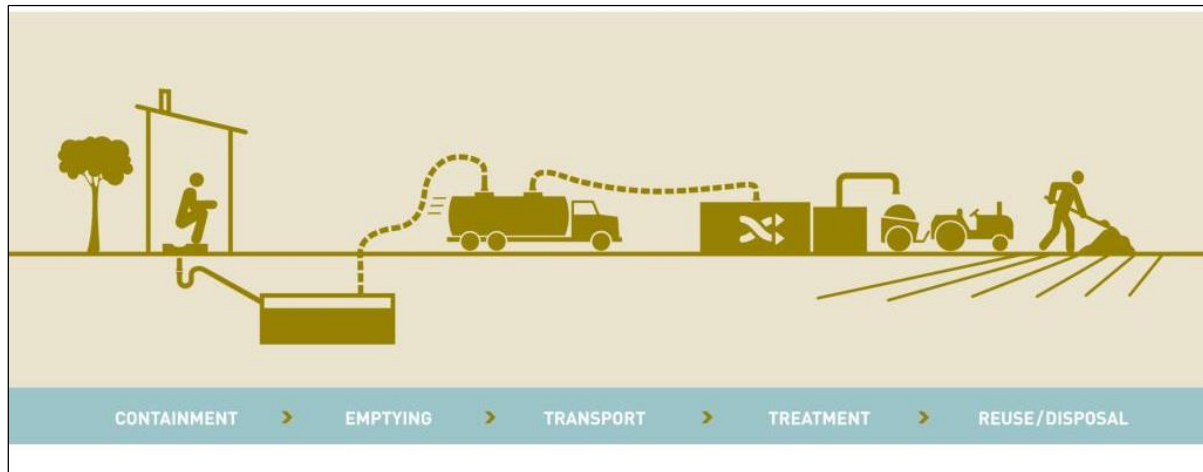 CONTAINMENT > EMPTYING > TRANSPORT > TREATMENT > REUSE/DISPOSAL